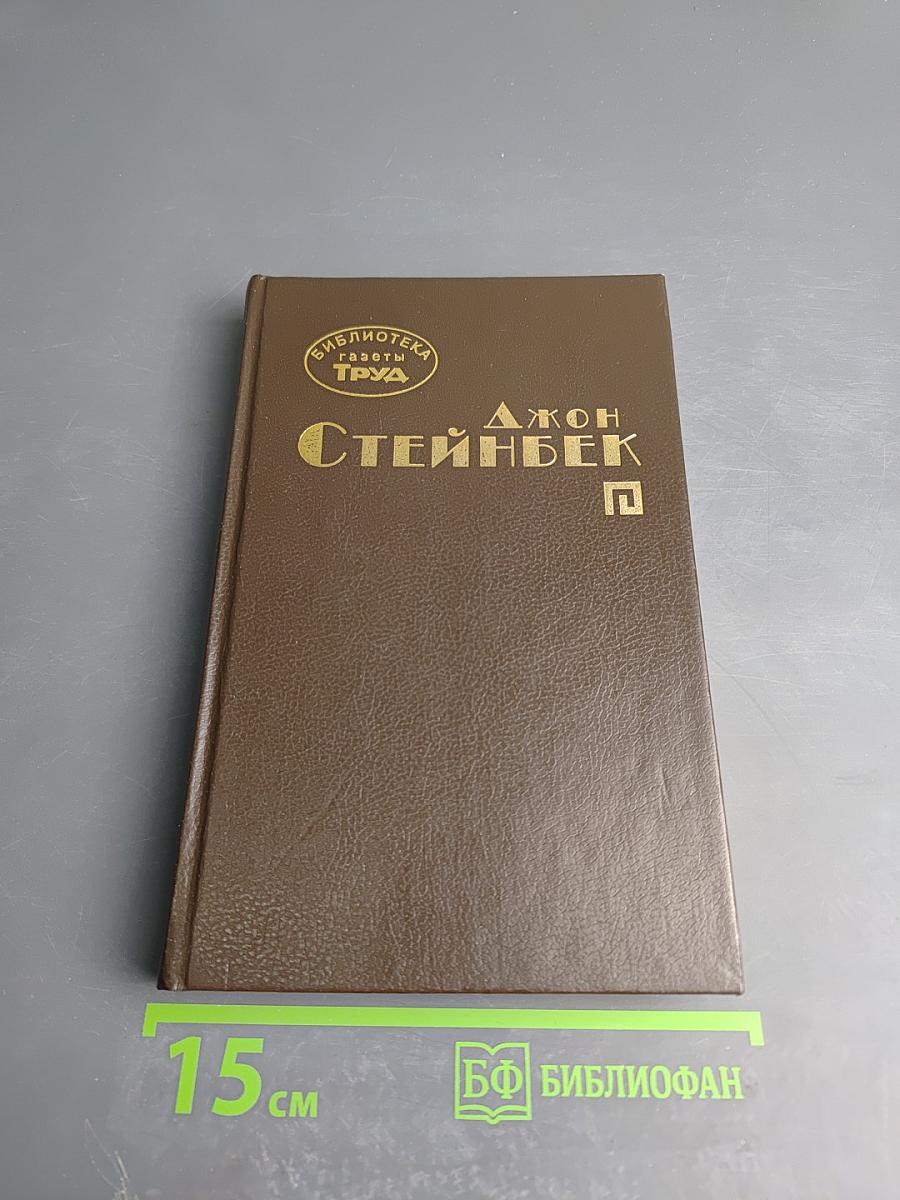 БИБЛИОТЕКА
газеты
ТРУД
ДЖОН
СТЕЙНБЕК
15 см
БФ БИБЛИОФАН